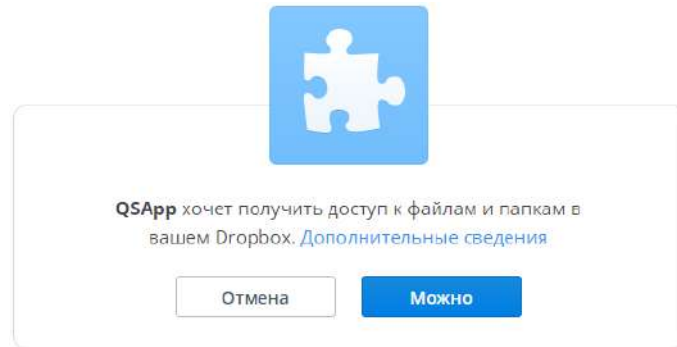 QSApp хочет получить доступ к файлам и папкам в
вашем Dropbox. Дополнительные сведения
Отмена
Можно